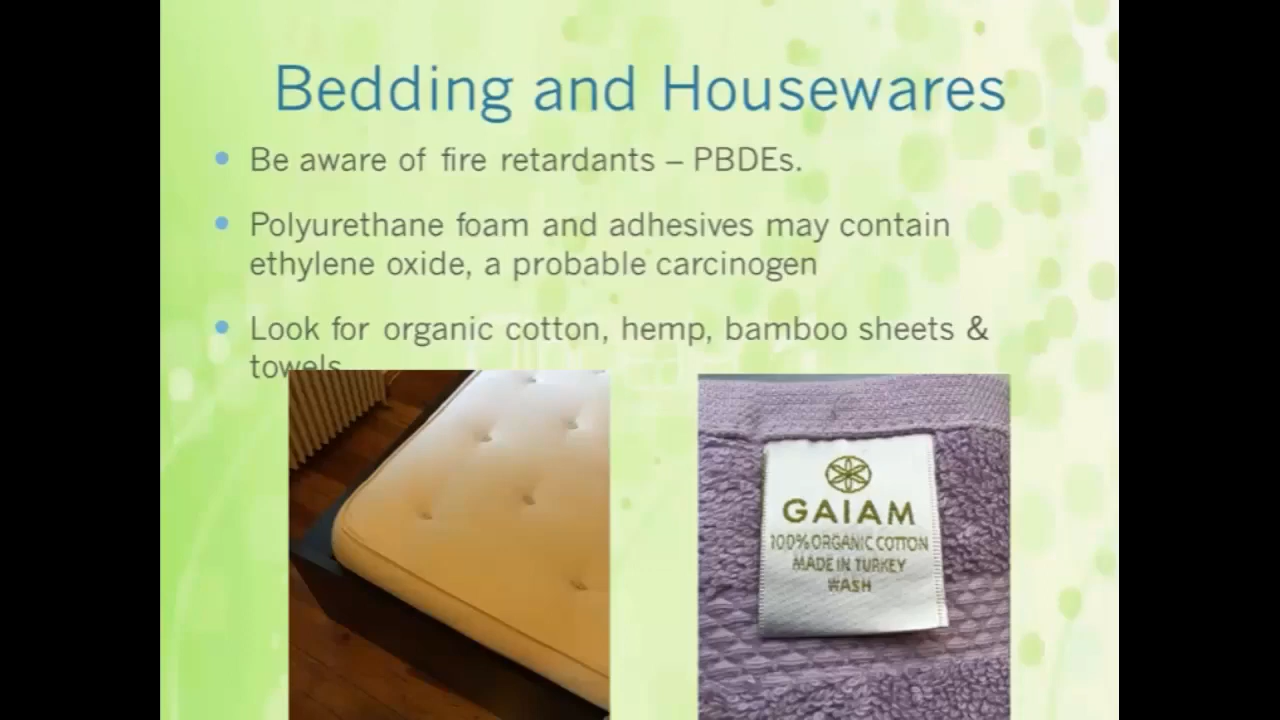 Bedding and Housewares
Be aware of fire retardants – PBDEs.
Polyurethane foam and adhesives may contain
ethylene oxide, a probable carcinogen
Look for organic cotton, hemp, bamboo sheets &
towels
GAIAM
100% ORGANIC COTTON
MADE IN TURKEY
WASH